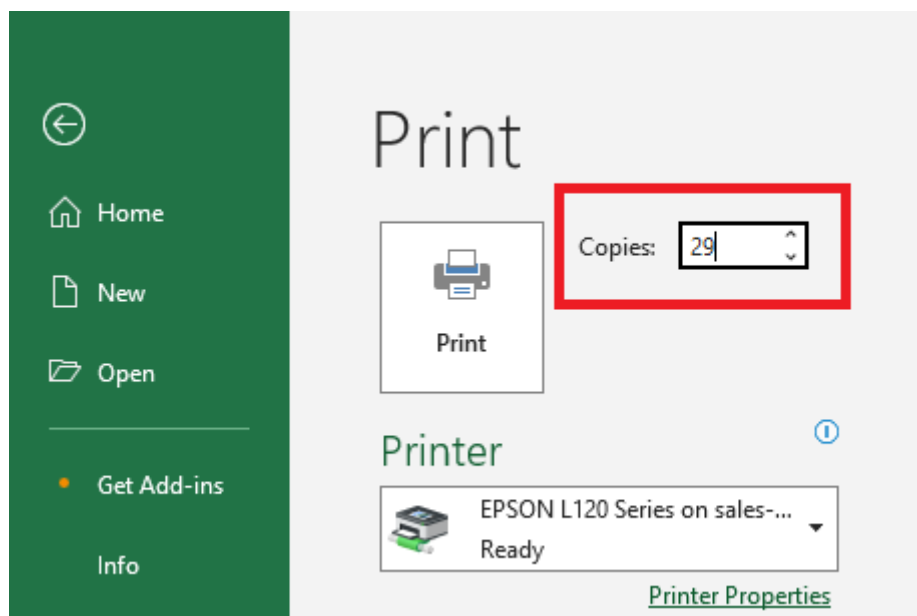 Home
New
Open
Get Add-ins
Info
Print
Copies: 29
Print
Printer
EPSON L120 Series on sales-...
Ready
Printer Properties